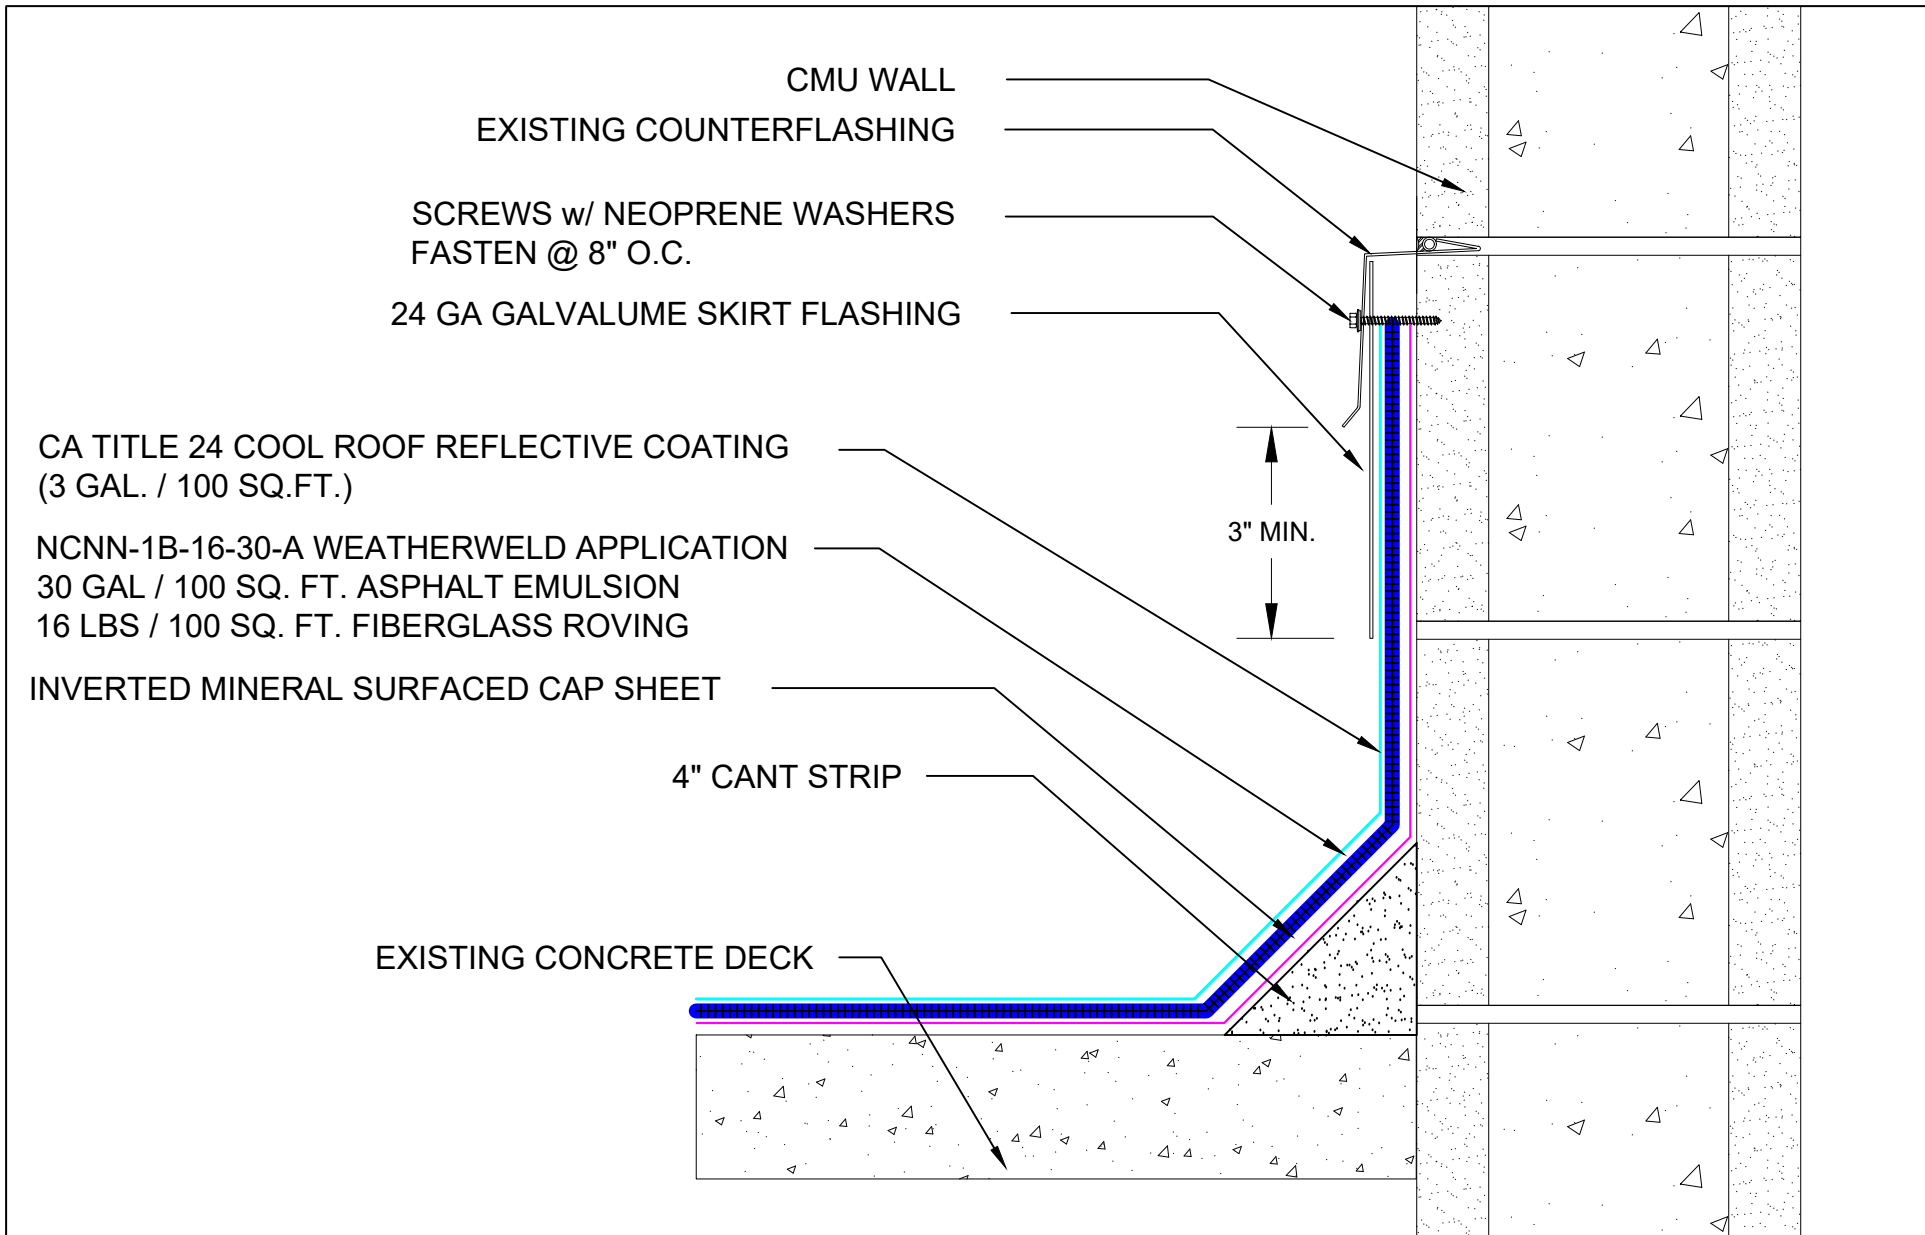 CMU WALL
EXISTING COUNTERFLASHING
SCREWS w/ NEOPRENE WASHERS
FASTEN @ 8" O.C.
24 GA GALVALUME SKIRT FLASHING
CA TITLE 24 COOL ROOF REFLECTIVE COATING
(3 GAL. / 100 SQ.FT.)
3" MIN.
NCNN-1B-16-30-A WEATHERWELD APPLICATION
30 GAL / 100 SQ. FT. ASPHALT EMULSION
16 LBS / 100 SQ. FT. FIBERGLASS ROVING
INVERTED MINERAL SURFACED CAP SHEET
4" CANT STRIP
EXISTING CONCRETE DECK